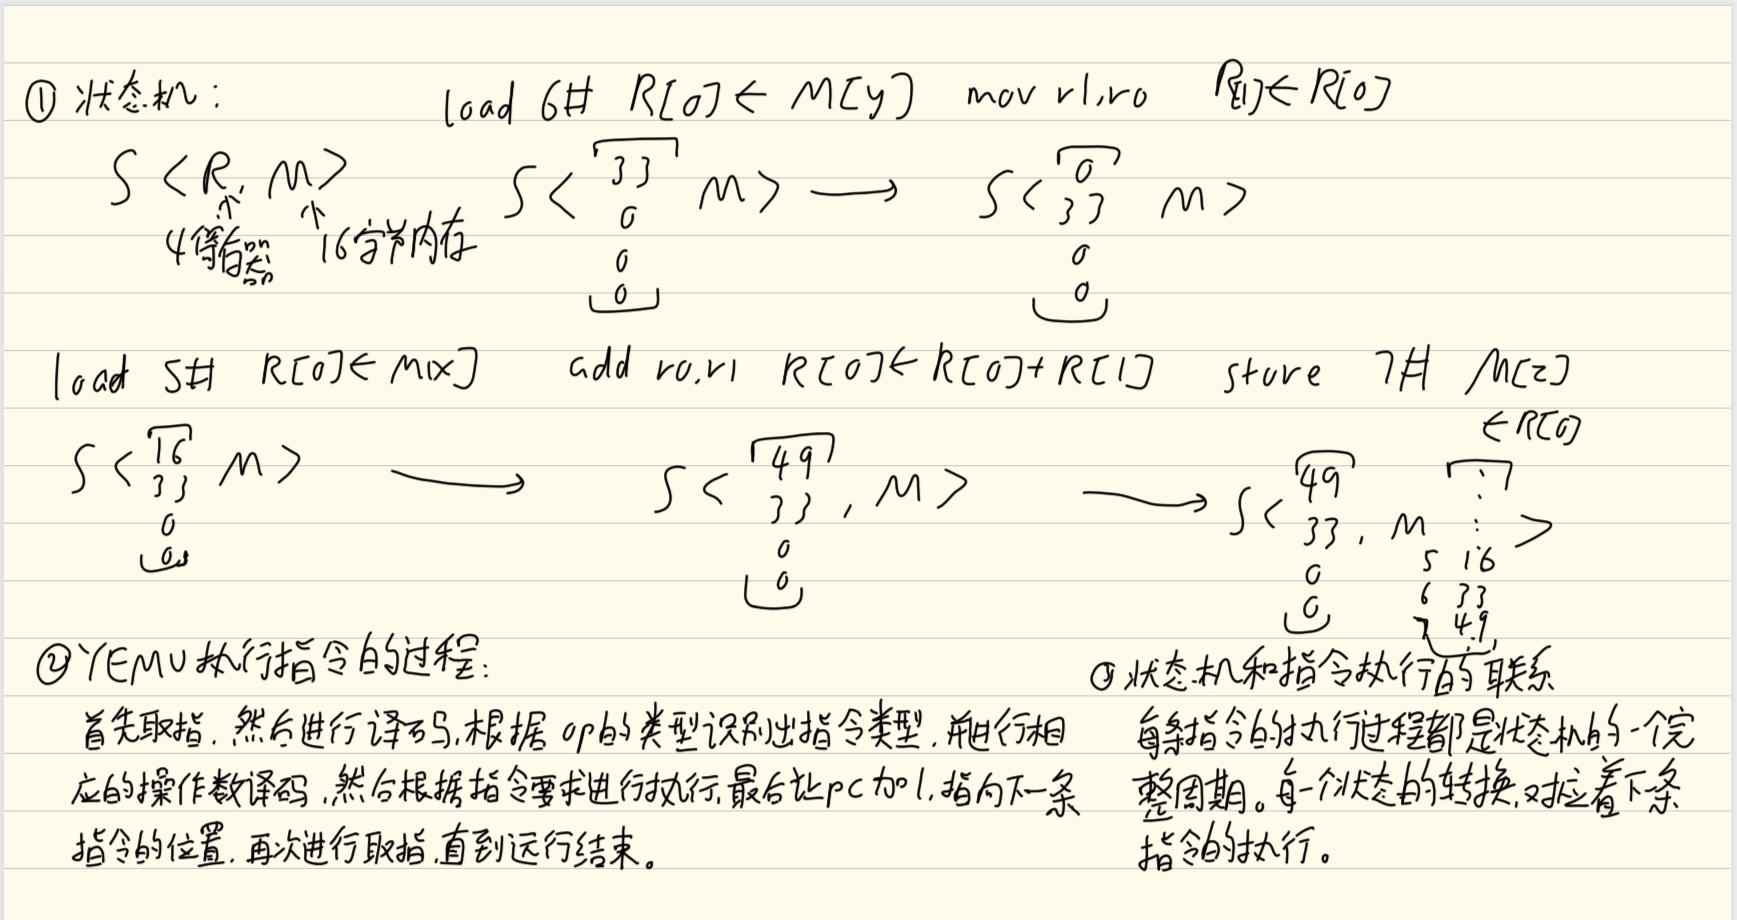 ① 状态机: load 6# R[0]← M[y] mov r1,r0 R[1]← R[0]
S <R, M> S< 33 0 0 0 M> → S< 0 33 0 0 M >
4寄存器 16字节内存
load 5# R[0]← M[x] add r0,r1 R[0]← R[0]+R[1] store 7# M[z]
← R[0]
S < 16 33 0 0 M > → S < 49 33 0 0 , M > → S< 49 33 0 0 , M ⋮ 5 16 6 33 7 49 >
② YEMU执行指令的过程:
首先取指, 然后进行译码, 根据 op的类型识别出指令类型, 并进行相
应的操作数译码, 然后根据指令要求进行执行, 最后让pc加1, 指向下一条
指令的位置, 再次进行取指, 直到运行结束。
③ 状态机和指令执行的联系
每条指令的执行过程都是状态机的一个完
整周期。每一个状态的转换, 对应着下条
指令的执行。